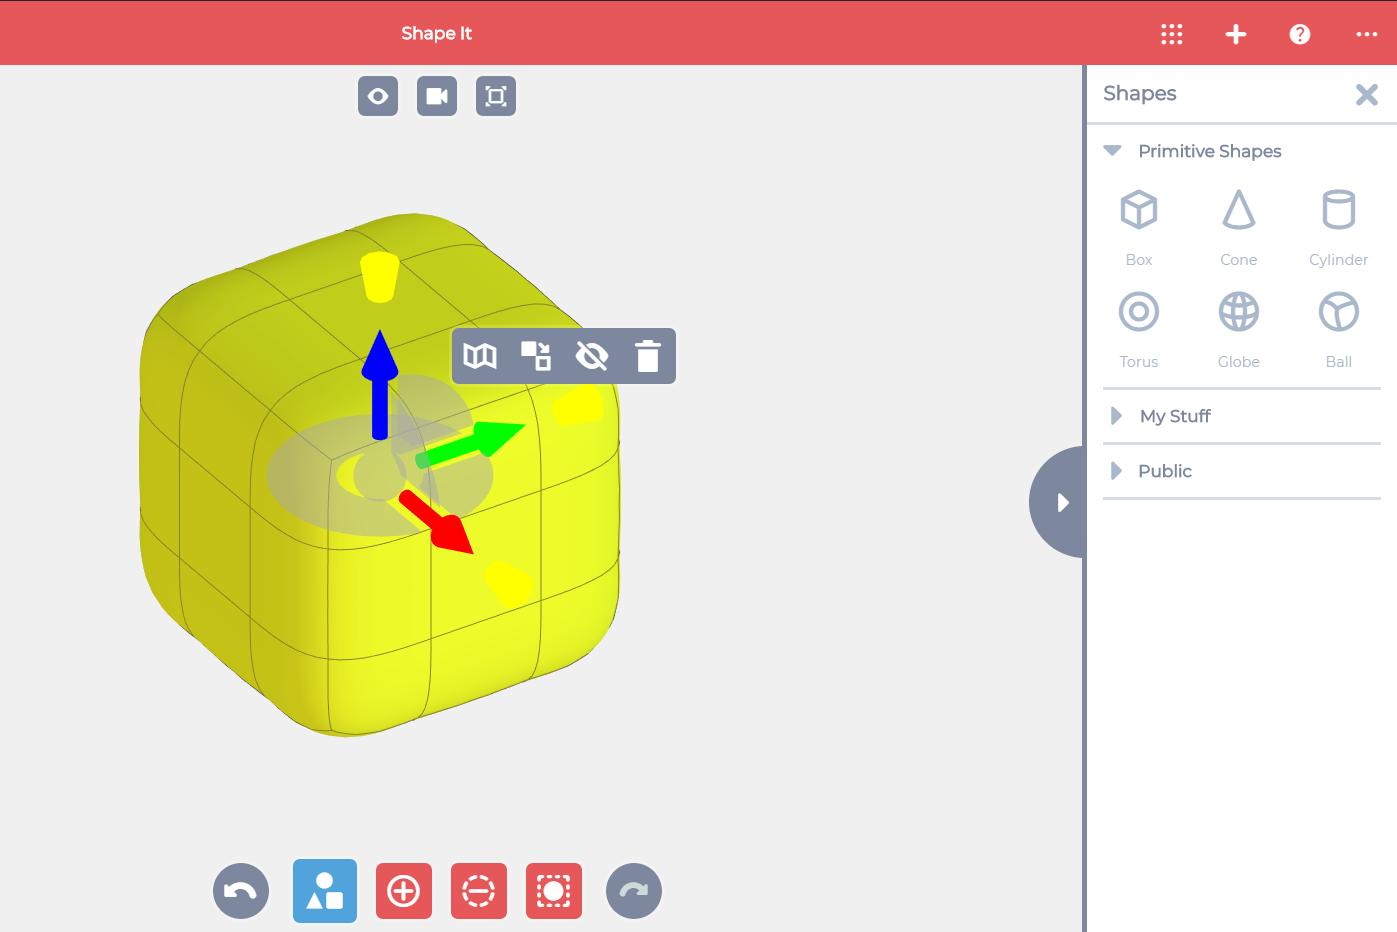 Shape It
Shapes
Primitive Shapes
Box Cone Cylinder
Torus Globe Ball
My Stuff
Public